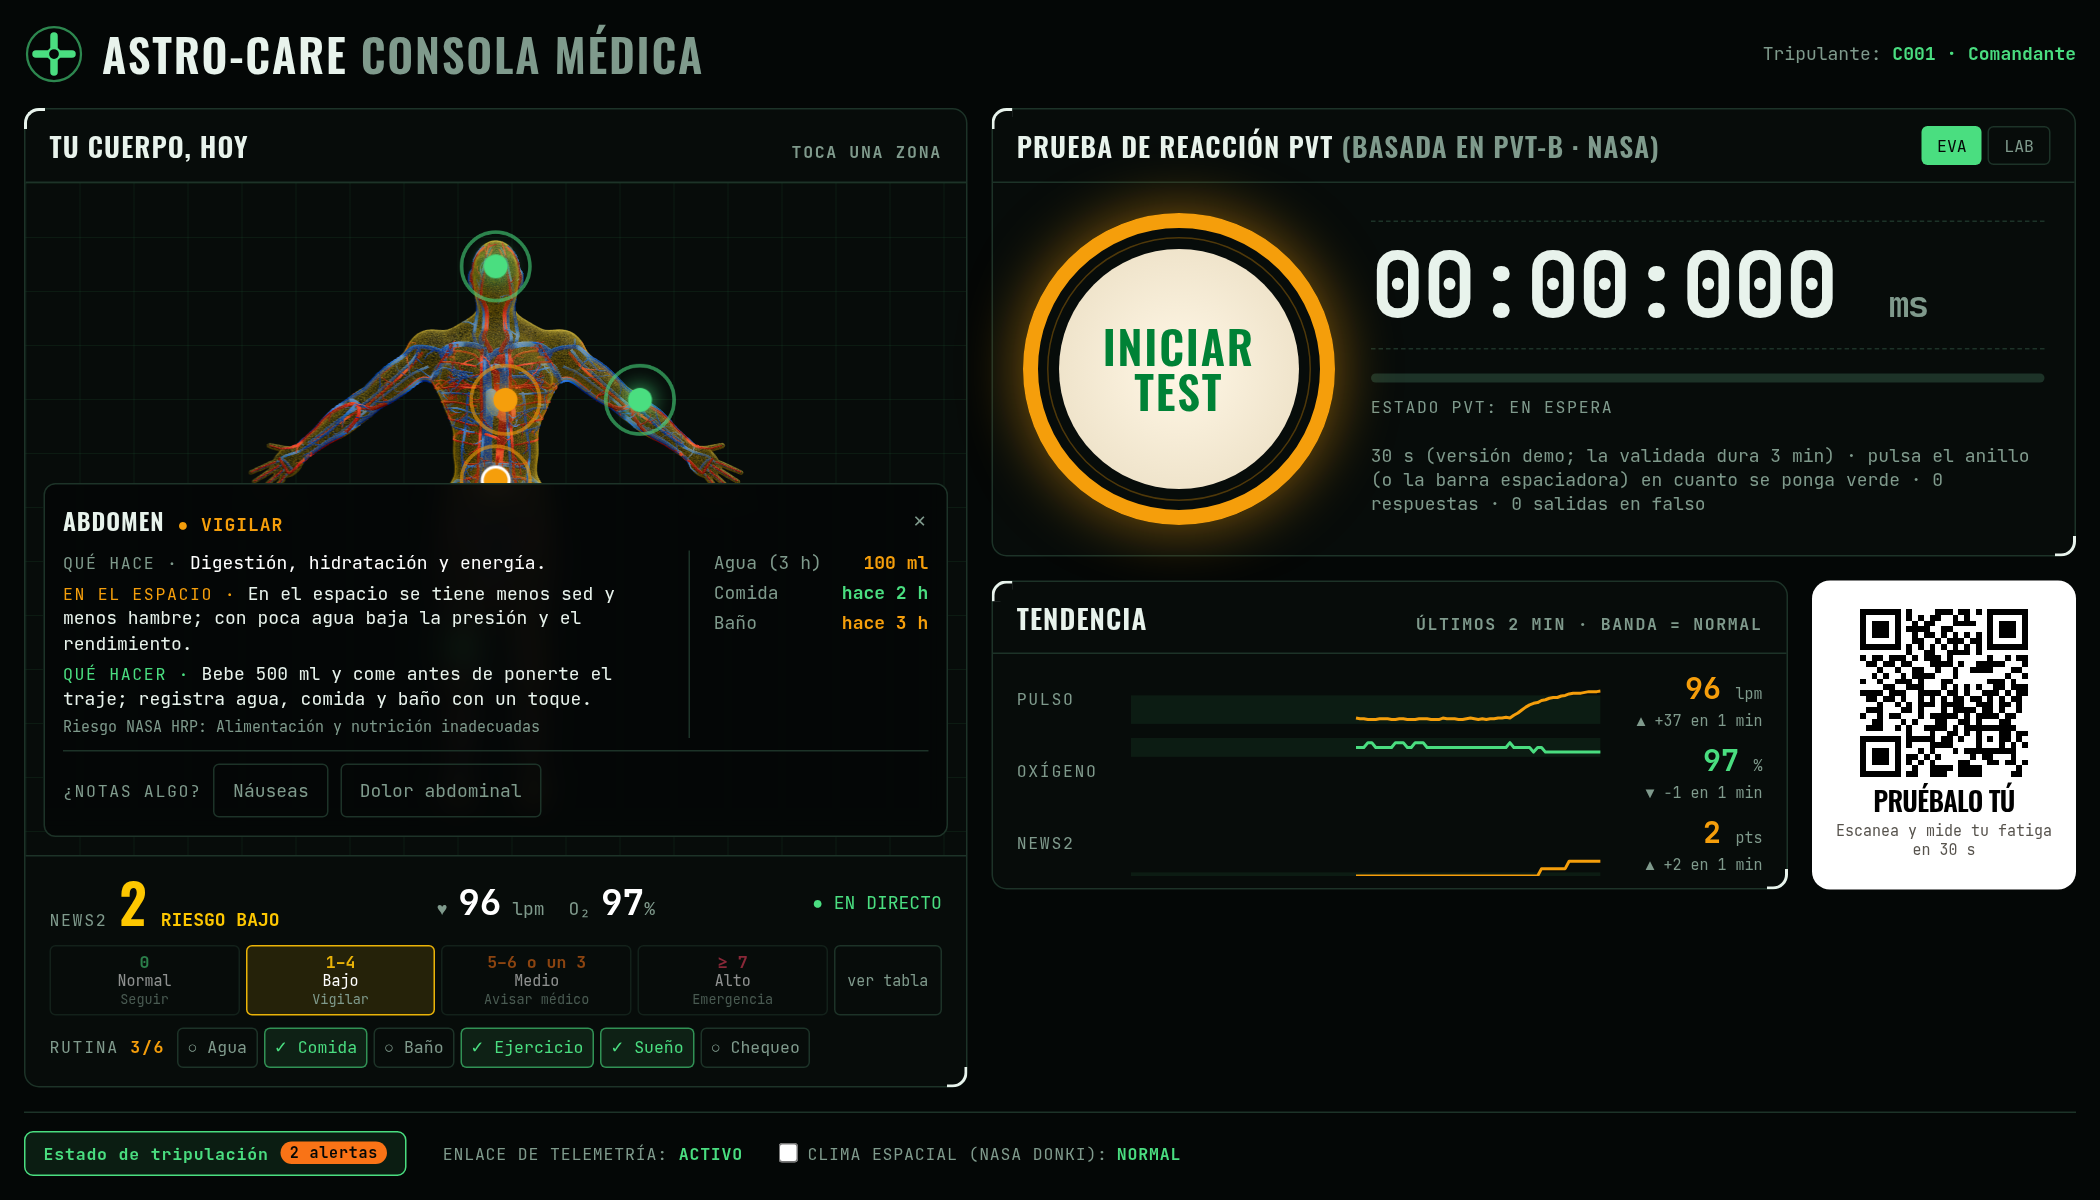 ASTRO-CARE CONSOLA MÉDICA
Tripulante: C001 · Comandante
TU CUERPO, HOY
TOCA UNA ZONA
ABDOMEN ● VIGILAR
×
QUÉ HACE · Digestión, hidratación y energía.
EN EL ESPACIO · En el espacio se tiene menos sed y
menos hambre; con poca agua baja la presión y el
rendimiento.
QUÉ HACER · Bebe 500 ml y come antes de ponerte el
traje; registra agua, comida y baño con un toque.
Riesgo NASA HRP: Alimentación y nutrición inadecuadas
Agua (3 h) 100 ml
Comida hace 2 h
Baño hace 3 h
¿NOTAS ALGO? Náuseas Dolor abdominal
NEWS2 2 RIESGO BAJO
♥ 96 lpm O₂ 97%
● EN DIRECTO
0
Normal
Seguir
1–4
Bajo
Vigilar
5–6 o un 3
Medio
Avisar médico
≥ 7
Alto
Emergencia
ver tabla
RUTINA 3/6 ○ Agua ✓ Comida ○ Baño ✓ Ejercicio ✓ Sueño ○ Chequeo
PRUEBA DE REACCIÓN PVT (BASADA EN PVT-B · NASA)
EVA LAB
INICIAR
TEST
00:00:000 ms
ESTADO PVT: EN ESPERA
30 s (versión demo; la validada dura 3 min) · pulsa el anillo
(o la barra espaciadora) en cuanto se ponga verde · 0
respuestas · 0 salidas en falso
TENDENCIA
ÚLTIMOS 2 MIN · BANDA = NORMAL
PULSO
96 lpm
▲ +37 en 1 min
OXÍGENO
97 %
▼ -1 en 1 min
NEWS2
2 pts
▲ +2 en 1 min
PRUÉBALO TÚ
Escanea y mide tu fatiga
en 30 s
Estado de tripulación 2 alertas
ENLACE DE TELEMETRÍA: ACTIVO
CLIMA ESPACIAL (NASA DONKI): NORMAL